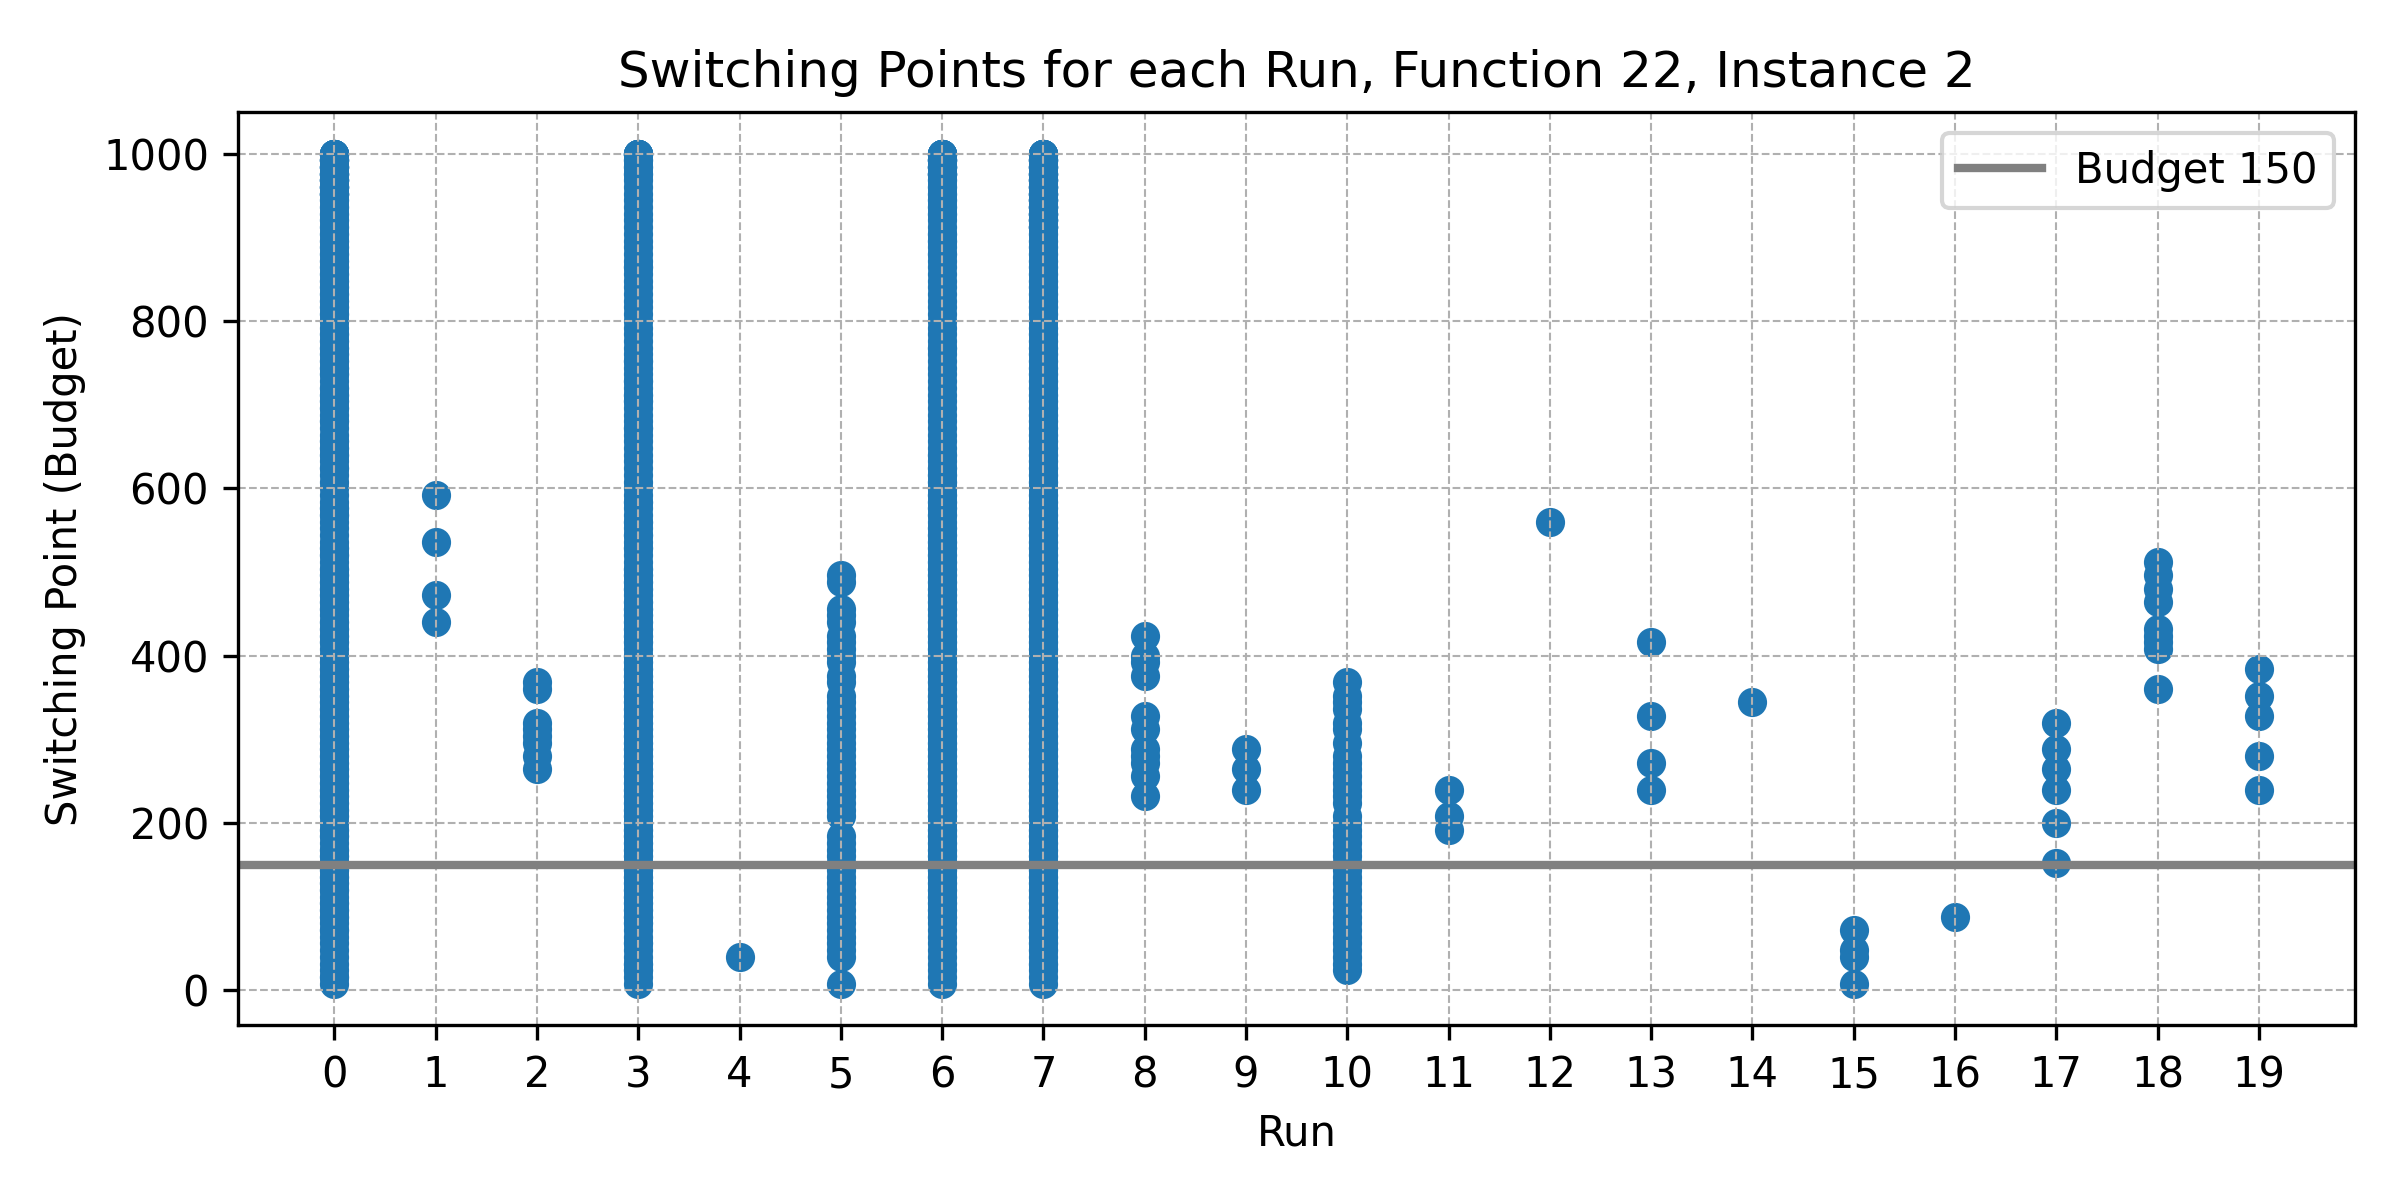 Switching Points for each Run, Function 22, Instance 2
Budget 150
Switching Point (Budget)
1000
800
600
400
200
0
0 1 2 3 4 5 6 7 8 9 10 11 12 13 14 15 16 17 18 19
Run